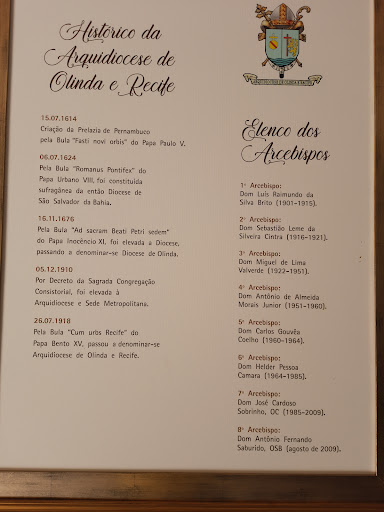 Histórico da
Arquidiocese de
Olinda e Recife
15.07.1614
Criação da Prelazia de Pernambuco
pela Bula "Fasti novi orbis" do Papa Paulo V.
06.07.1624
Pela Bula "Romanus Pontifex" do
Papa Urbano VIII, foi constituída
sufragânea da então Diocese de
São Salvador da Bahia.
16.11.1676
Pela Bula "Ad sacram Beati Petri sedem"
do Papa Inocêncio XI, foi elevada a Diocese,
passando a denominar-se Diocese de Olinda.
05.12.1910
Por Decreto da Sagrada Congregação
Consistorial, foi elevada à
Arquidiocese e Sede Metropolitana.
26.07.1918
Pela Bula "Cum urbs Recife" do
Papa Bento XV, passou a denominar-se
Arquidiocese de Olinda e Recife.
Elenco dos
Arcebispos
1º Arcebispo:
Dom Luís Raimundo da
Silva Brito (1901-1915).
2º Arcebispo:
Dom Sebastião Leme da
Silveira Cintra (1916-1921).
3º Arcebispo:
Dom Miguel de Lima
Valverde (1922-1951).
4º Arcebispo:
Dom Antônio de Almeida
Morais Junior (1951-1960).
5º Arcebispo:
Dom Carlos Gouvêa
Coelho (1960-1964).
6º Arcebispo:
Dom Helder Pessoa
Camara (1964-1985).
7º Arcebispo:
Dom José Cardoso
Sobrinho, OC (1985-2009).
8º Arcebispo:
Dom Antônio Fernando
Saburido, OSB (agosto de 2009).